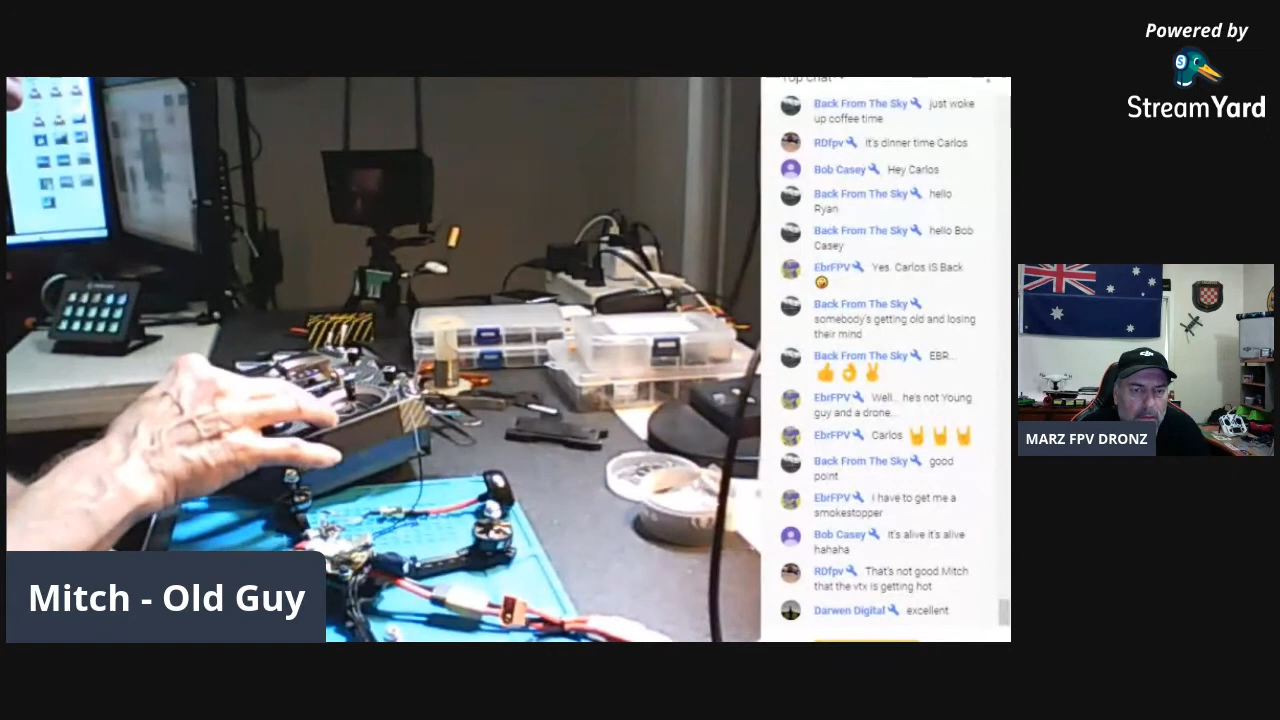 Powered by
StreamYard
Top chat
Back From The Sky just woke
up coffee time
RDfpv It's dinner time Carlos
Bob Casey Hey Carlos
Back From The Sky hello
Ryan
Back From The Sky hello Bob
Casey
EbrFPV Yes. Carlos IS Back
Back From The Sky
somebody's getting old and losing
their mind
Back From The Sky EBR...
EbrFPV Well... he's not Young
guy and a drone...
EbrFPV Carlos
Back From The Sky good
point
EbrFPV I have to get me a
smokestopper
Bob Casey It's alive it's alive
hahaha
RDfpv That's not good Mitch
that the vtx is getting hot
Darwen Digital excellent
MARZ FPV DRONZ
Mitch - Old Guy